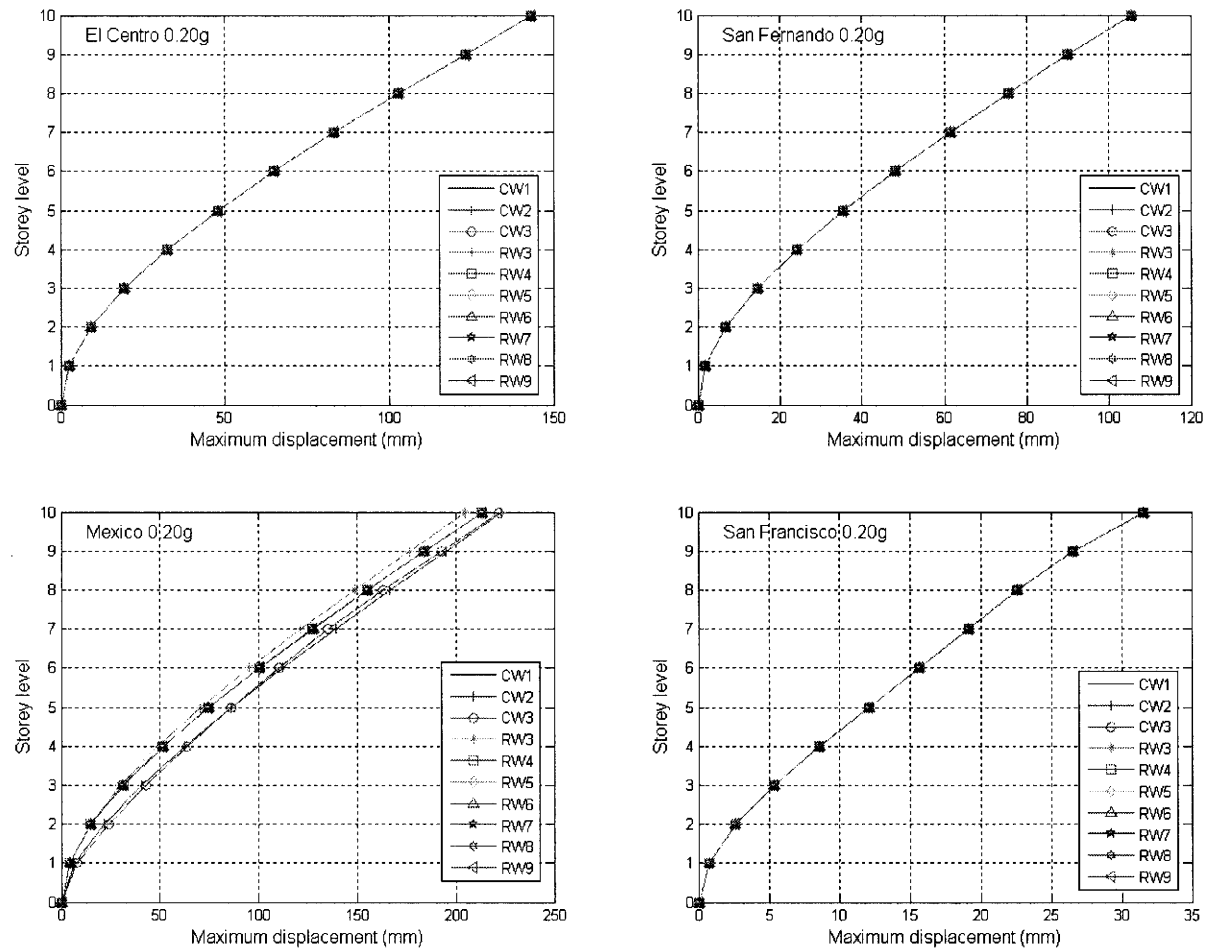 El Centro 0.20g
10
9
8
7
6
5
4
3
2
1
0
Storey level
CW1
CW2
CW3
RW3
RW4
RW5
RW6
RW7
RW8
RW9
0
50
100
150
Maximum displacement (mm)
San Fernando 0.20g
10
9
8
7
6
5
4
3
2
1
0
Storey level
CW1
CW2
CW3
RW3
RW4
RW5
RW6
RW7
RW8
RW9
0
20
40
60
80
100
120
Maximum displacement (mm)
Mexico 0.20g
10
9
8
7
6
5
4
3
2
1
0
Storey level
CW1
CW2
CW3
RW3
RW4
RW5
RW6
RW7
RW8
RW9
0
50
100
150
200
250
Maximum displacement (mm)
San Francisco 0.20g
10
9
8
7
6
5
4
3
2
1
0
Storey level
CW1
CW2
CW3
RW3
RW4
RW5
RW6
RW7
RW8
RW9
0
5
10
15
20
25
30
35
Maximum displacement (mm)